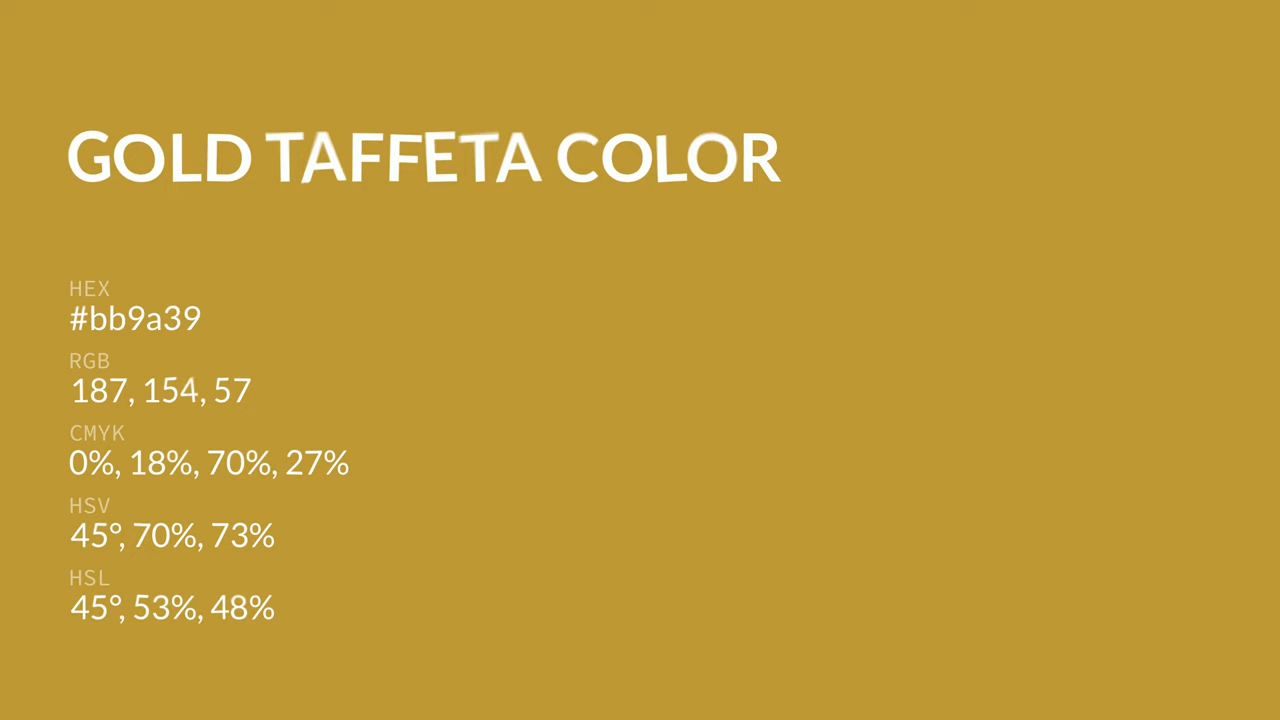 GOLD TAFFETA COLOR
HEX
#bb9a39
RGB
187, 154, 57
CMYK
0%, 18%, 70%, 27%
HSV
45°, 70%, 73%
HSL
45°, 53%, 48%